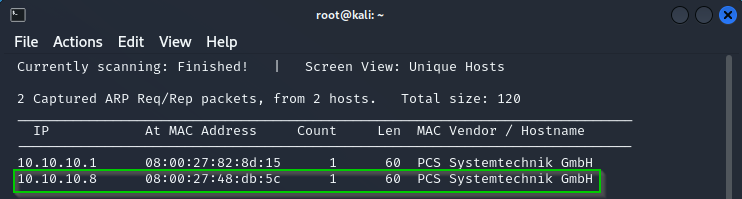 root@kali: ~
File Actions Edit View Help
Currently scanning: Finished! | Screen View: Unique Hosts
2 Captured ARP Req/Rep packets, from 2 hosts. Total size: 120
IP At MAC Address Count Len MAC Vendor / Hostname
10.10.10.1 08:00:27:82:8d:15 1 60 PCS Systemtechnik GmbH
10.10.10.8 08:00:27:48:db:5c 1 60 PCS Systemtechnik GmbH